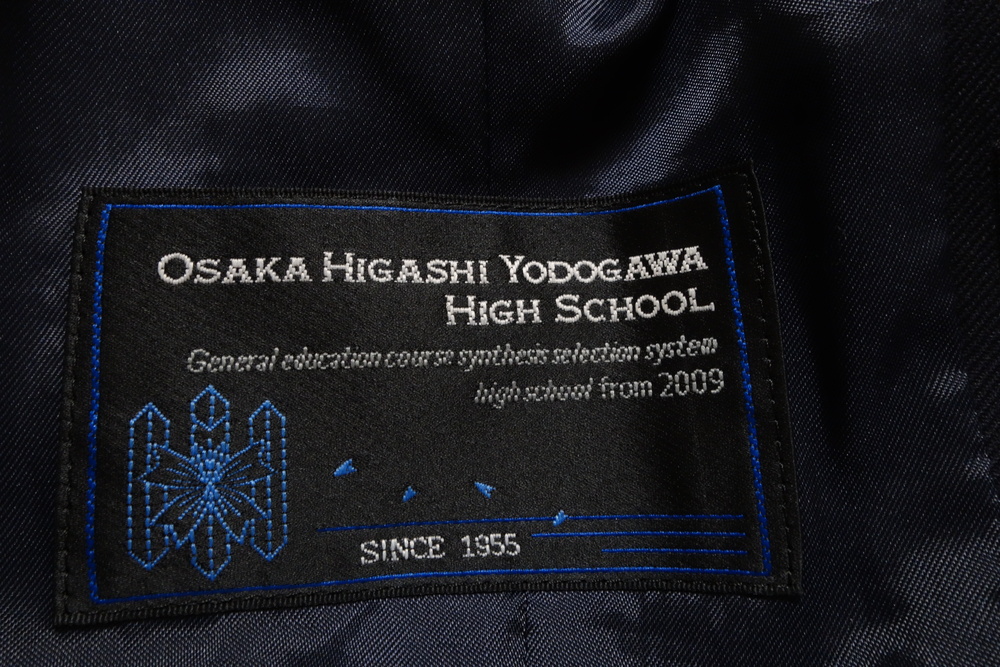 OSAKA HIGASHI YODOGAWA
HIGH SCHOOL
General education course synthesis selection system
high school from 2009
SINCE 1955